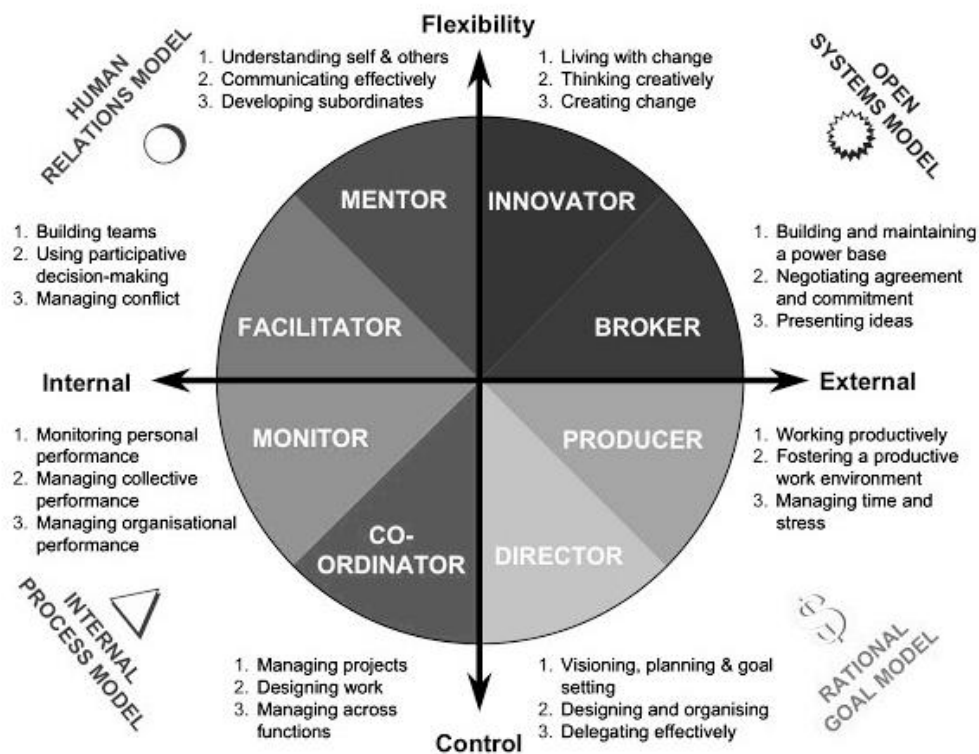 Flexibility
HUMAN
RELATIONS MODEL
1. Understanding self & others
2. Communicating effectively
3. Developing subordinates
1. Living with change
2. Thinking creatively
3. Creating change
OPEN
SYSTEMS MODEL
MENTOR
INNOVATOR
1. Building teams
2. Using participative
decision-making
3. Managing conflict
1. Building and maintaining
a power base
2. Negotiating agreement
and commitment
3. Presenting ideas
FACILITATOR
BROKER
Internal
External
MONITOR
PRODUCER
1. Monitoring personal
performance
2. Managing collective
performance
3. Managing organisational
performance
1. Working productively
2. Fostering a productive
work environment
3. Managing time and
stress
CO-
ORDINATOR
DIRECTOR
INTERNAL
PROCESS MODEL
$
RATIONAL
GOAL MODEL
1. Managing projects
2. Designing work
3. Managing across
functions
1. Visioning, planning & goal
setting
2. Designing and organising
3. Delegating effectively
Control